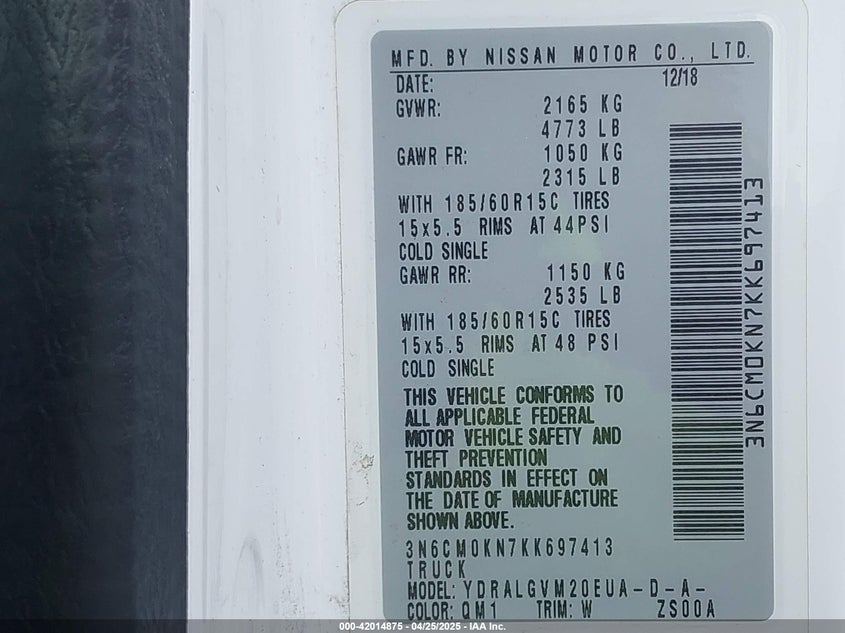 MFD. BY NISSAN MOTOR CO., LTD.
DATE: 12/18
GVWR: 2165 KG
4773 LB
GAWR FR: 1050 KG
2315 LB
WITH 185/60R15C TIRES
15x5.5 RIMS AT 44PSI
COLD SINGLE
GAWR RR: 1150 KG
2535 LB
WITH 185/60R15C TIRES
15x5.5 RIMS AT 48 PSI
COLD SINGLE
THIS VEHICLE CONFORMS TO
ALL APPLICABLE FEDERAL
MOTOR VEHICLE SAFETY AND
THEFT PREVENTION
STANDARDS IN EFFECT ON
THE DATE OF MANUFACTURE
SHOWN ABOVE.
3N6CM0KN7KK697413
TRUCK
MODEL: YDRALGVM20EUA-D-A-
COLOR: QM1 TRIM: W ZS00A
3N6CM0KN7KK697413
000-42014875 - 04/25/2025 - IAA Inc.